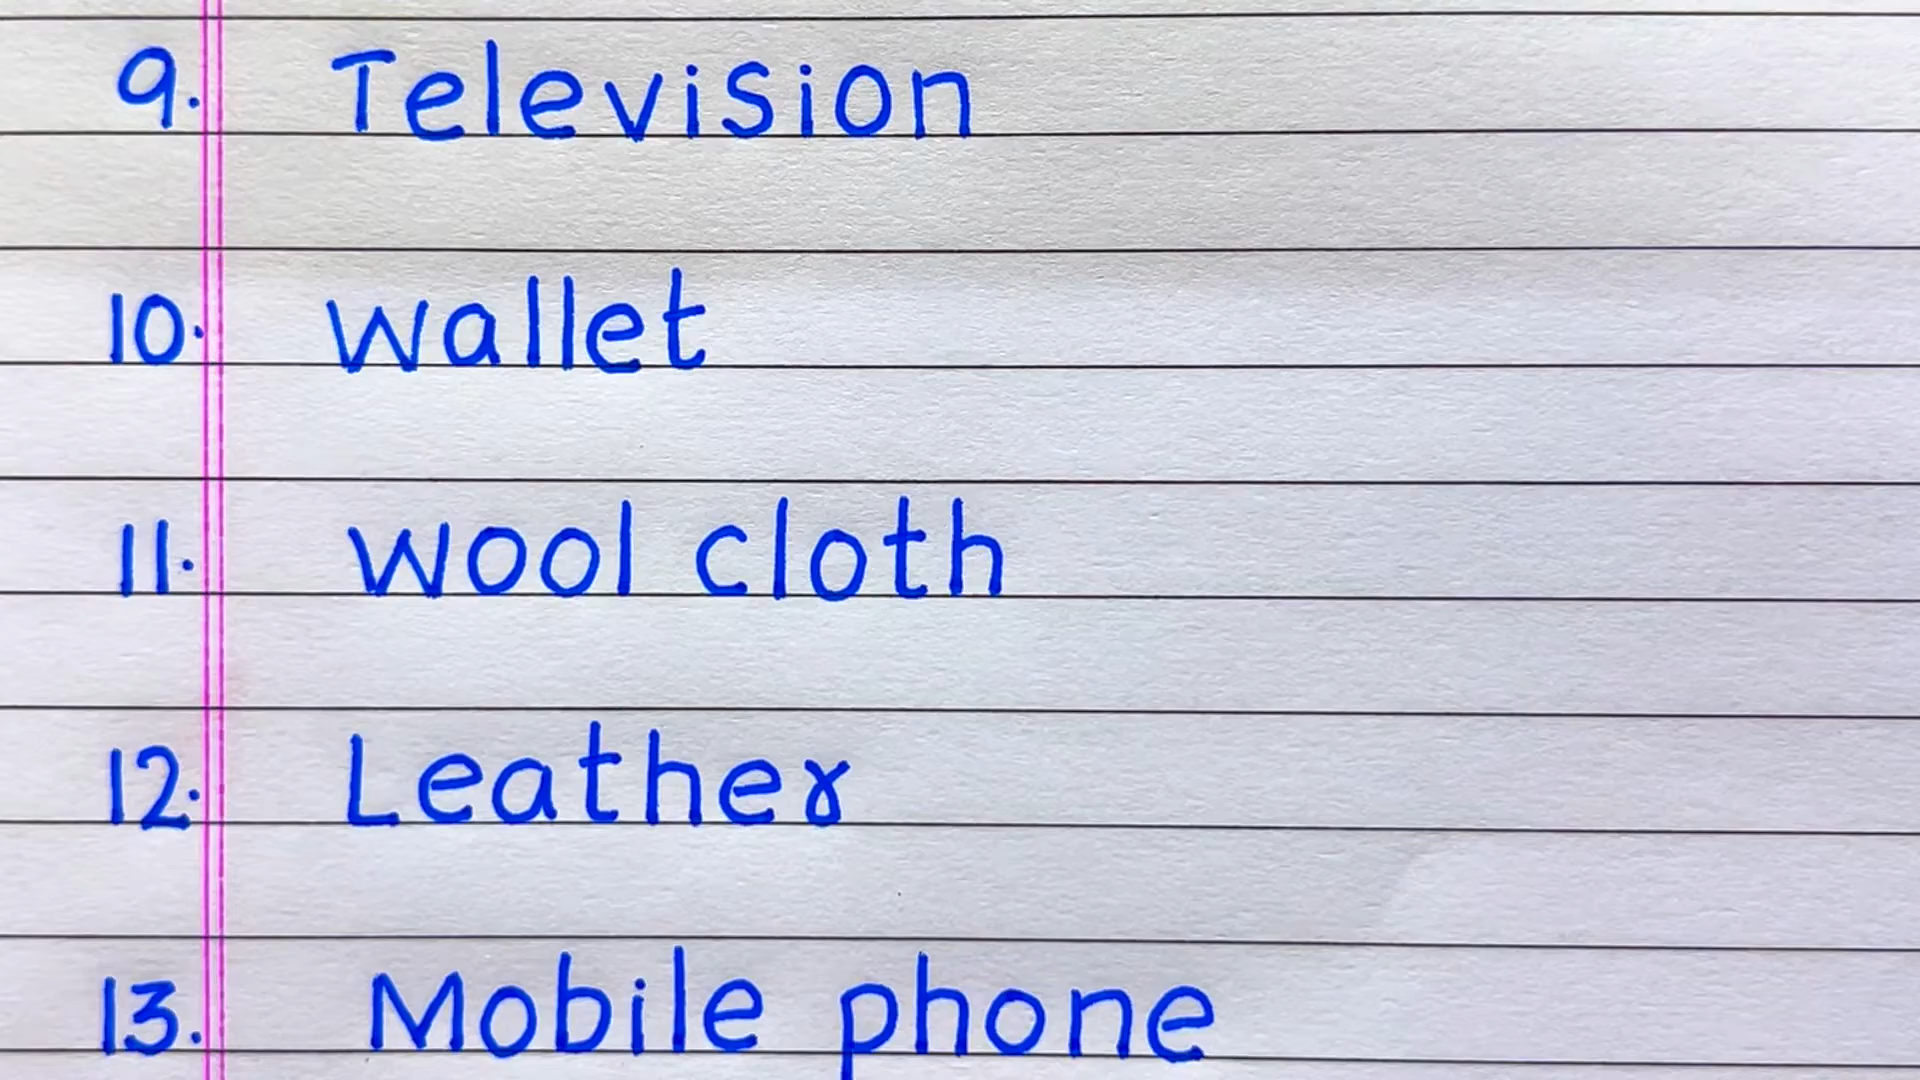 9. Television
10. Wallet
11. Wool cloth
12. Leather
13. Mobile phone